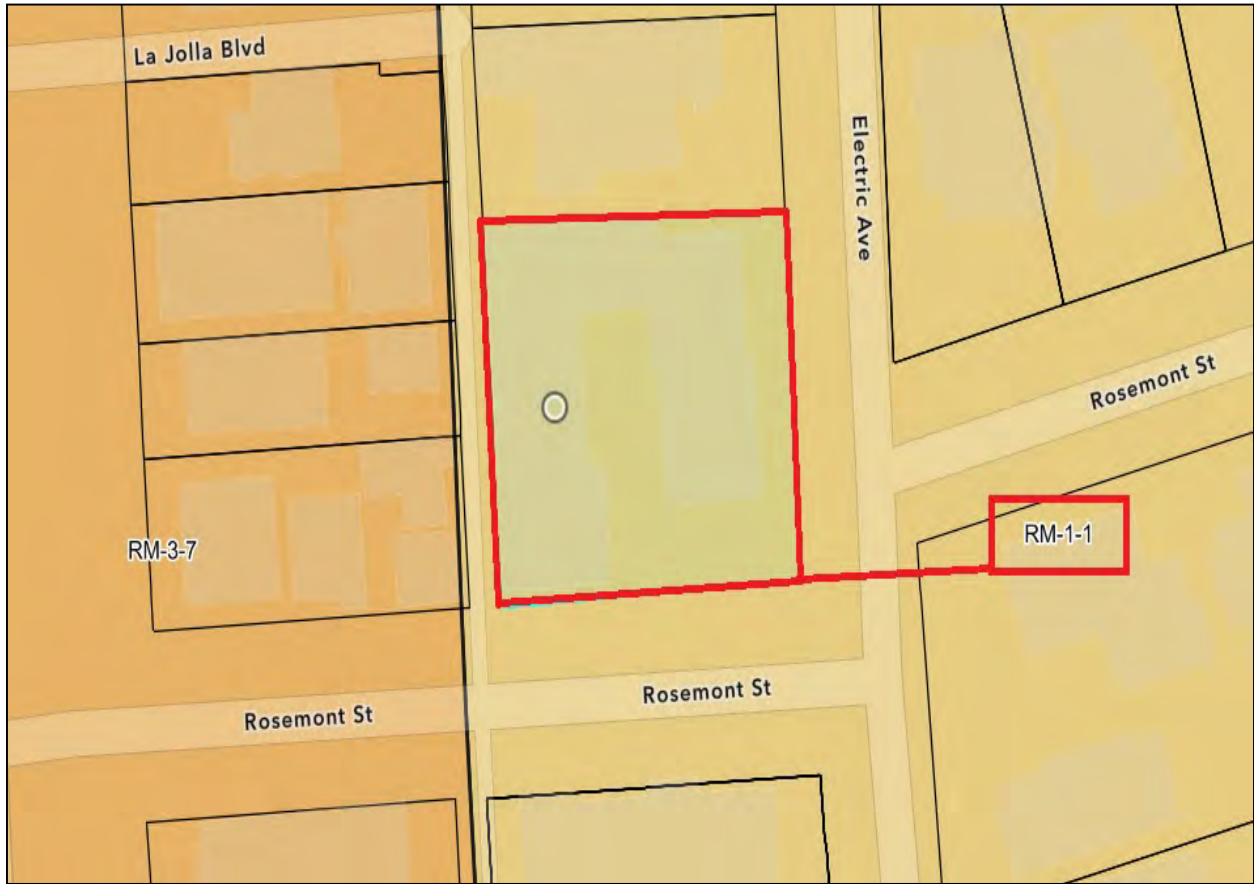 La Jolla Blvd
Electric Ave
Rosemont St
RM-3-7
RM-1-1
Rosemont St
Rosemont St